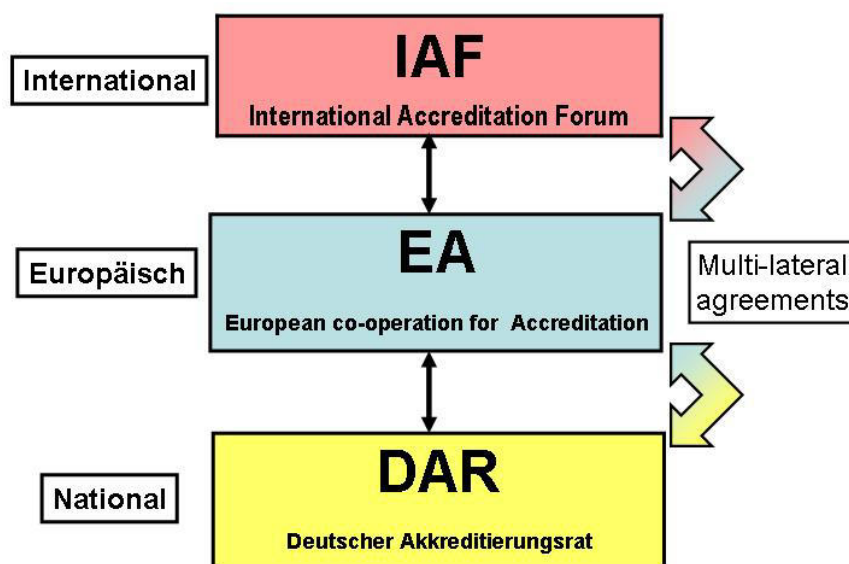 International
IAF
International Accreditation Forum
Europäisch
EA
European co-operation for Accreditation
Multi-lateral
agreements
National
DAR
Deutscher Akkreditierungsrat